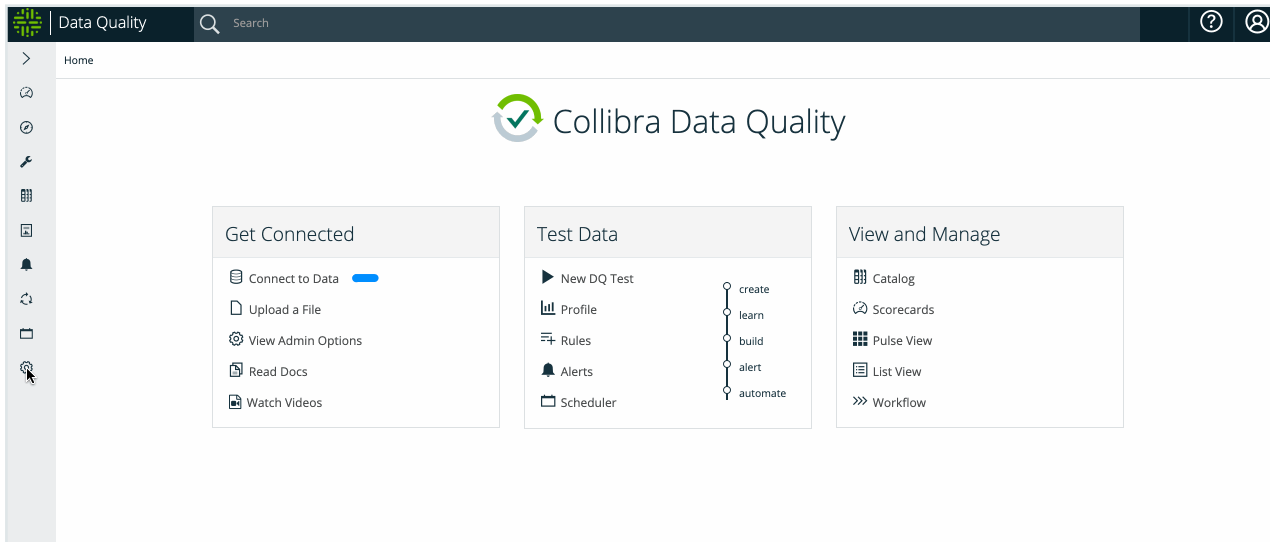 Data Quality
Search
Home
Collibra Data Quality
Get Connected
Connect to Data
Upload a File
View Admin Options
Read Docs
Watch Videos
Test Data
New DQ Test
Profile
Rules
Alerts
Scheduler
create
learn
build
alert
automate
View and Manage
Catalog
Scorecards
Pulse View
List View
Workflow